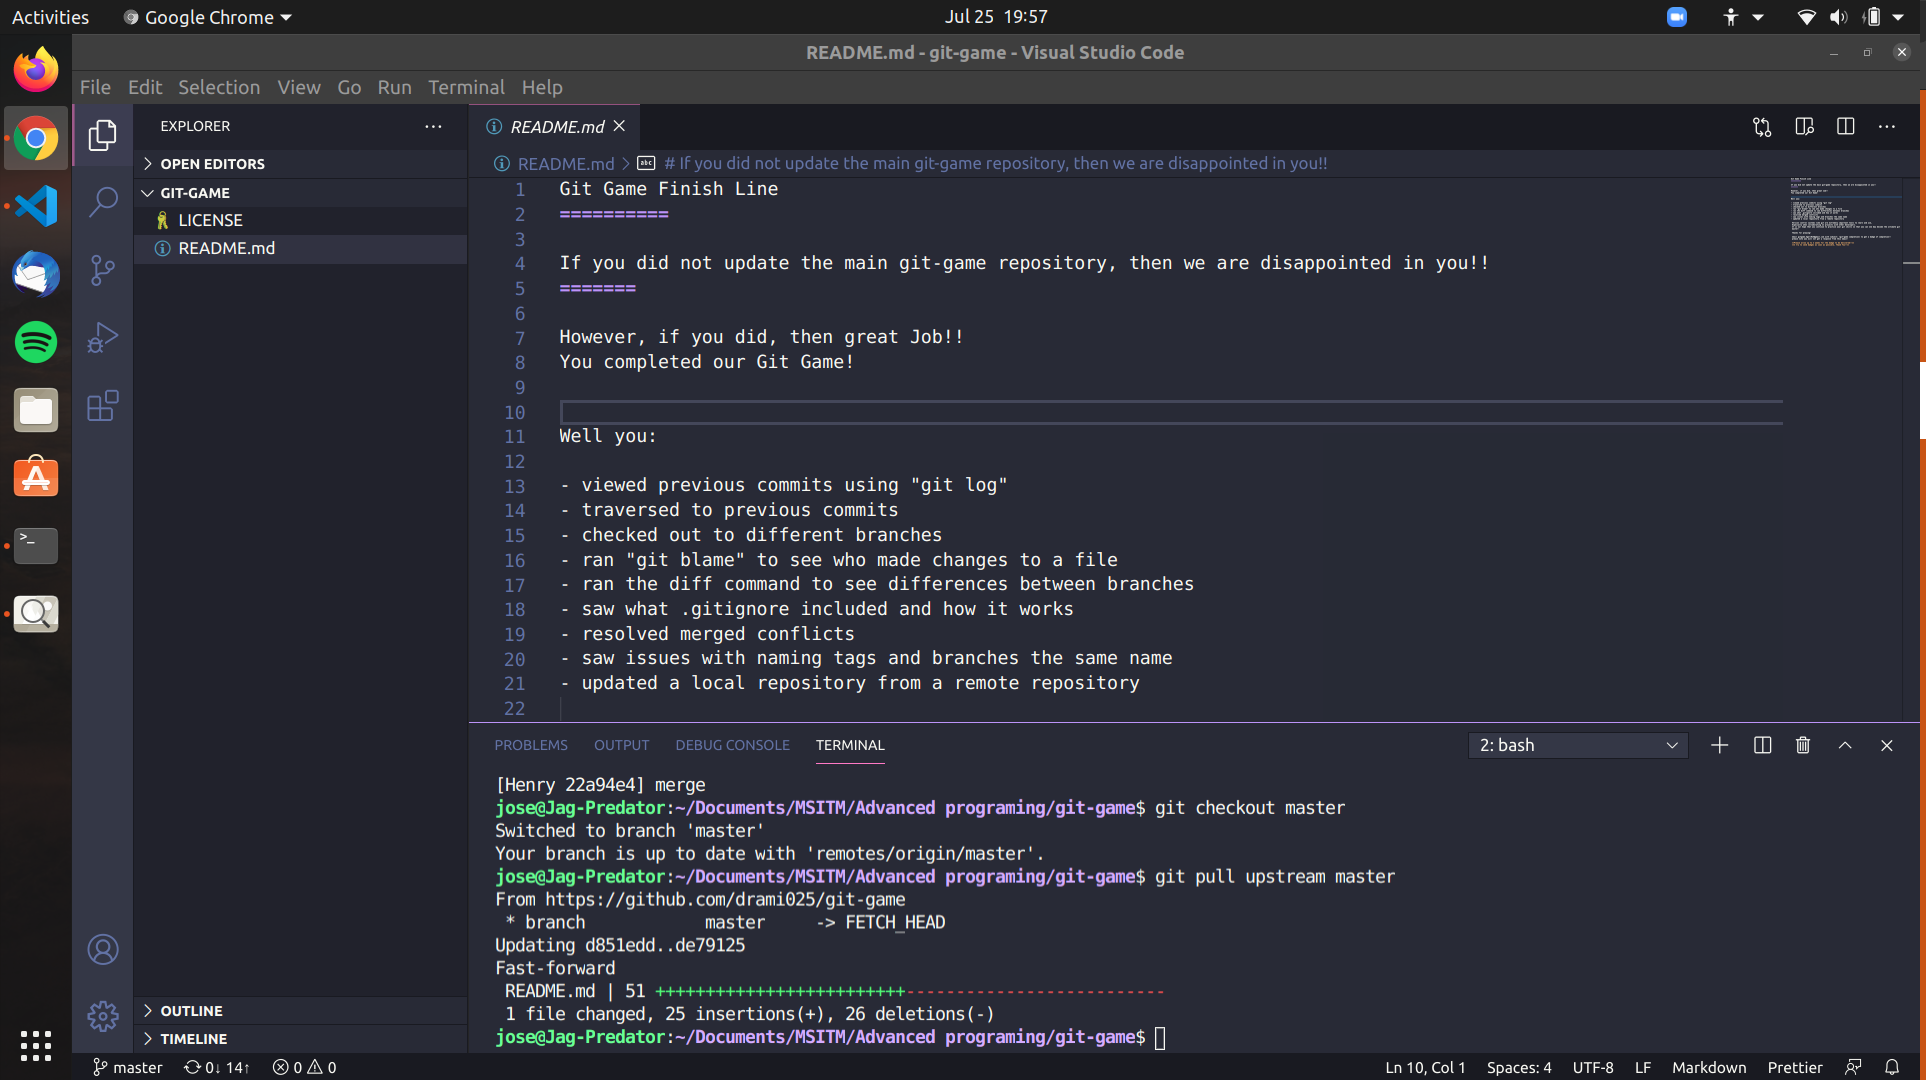 Activities Google Chrome Jul 25 19:57
README.md - git-game - Visual Studio Code
File Edit Selection View Go Run Terminal Help
EXPLORER
OPEN EDITORS
GIT-GAME
LICENSE
README.md
README.md
README.md > # If you did not update the main git-game repository, then we are disappointed in you!!
1 Git Game Finish Line
2 ==========
3
4 If you did not update the main git-game repository, then we are disappointed in you!!
5 =======
6
7 However, if you did, then great Job!!
8 You completed our Git Game!
9
10
11 Well you:
12
13 - viewed previous commits using "git log"
14 - traversed to previous commits
15 - checked out to different branches
16 - ran "git blame" to see who made changes to a file
17 - ran the diff command to see differences between branches
18 - saw what .gitignore included and how it works
19 - resolved merged conflicts
20 - saw issues with naming tags and branches the same name
21 - updated a local repository from a remote repository
22
PROBLEMS OUTPUT DEBUG CONSOLE TERMINAL 2: bash
[Henry 22a94e4] merge
jose@Jag-Predator:~/Documents/MSITM/Advanced programing/git-game$ git checkout master
Switched to branch 'master'
Your branch is up to date with 'remotes/origin/master'.
jose@Jag-Predator:~/Documents/MSITM/Advanced programing/git-game$ git pull upstream master
From https://github.com/drami025/git-game
* branch master -> FETCH_HEAD
Updating d851edd..de79125
Fast-forward
README.md | 51 +++++++++++++++++++++++++--------------------------
1 file changed, 25 insertions(+), 26 deletions(-)
jose@Jag-Predator:~/Documents/MSITM/Advanced programing/git-game$
OUTLINE
TIMELINE
master 0↓ 14↑ 0 0 Ln 10, Col 1 Spaces: 4 UTF-8 LF Markdown Prettier